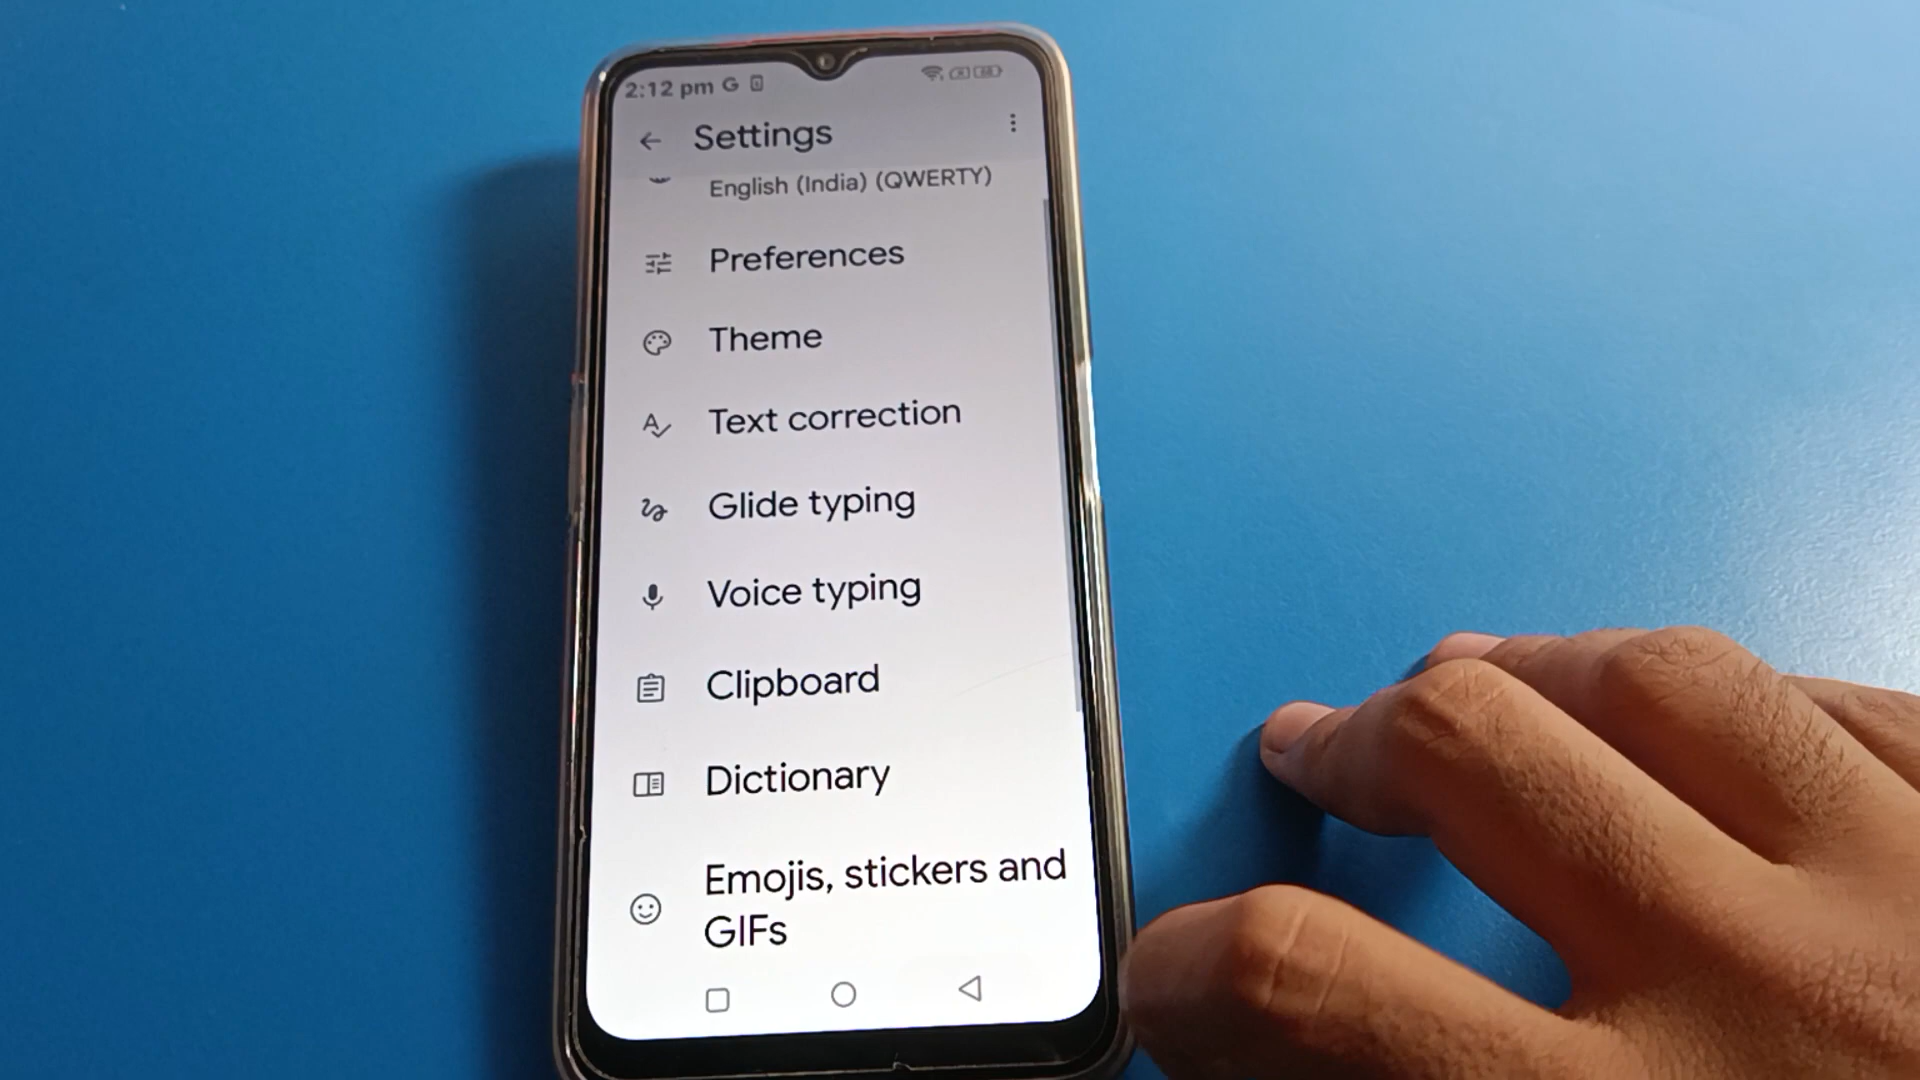 2:12 pm G
Settings
English (India) (QWERTY)
Preferences
Theme
Text correction
Glide typing
Voice typing
Clipboard
Dictionary
Emojis, stickers and
GIFs